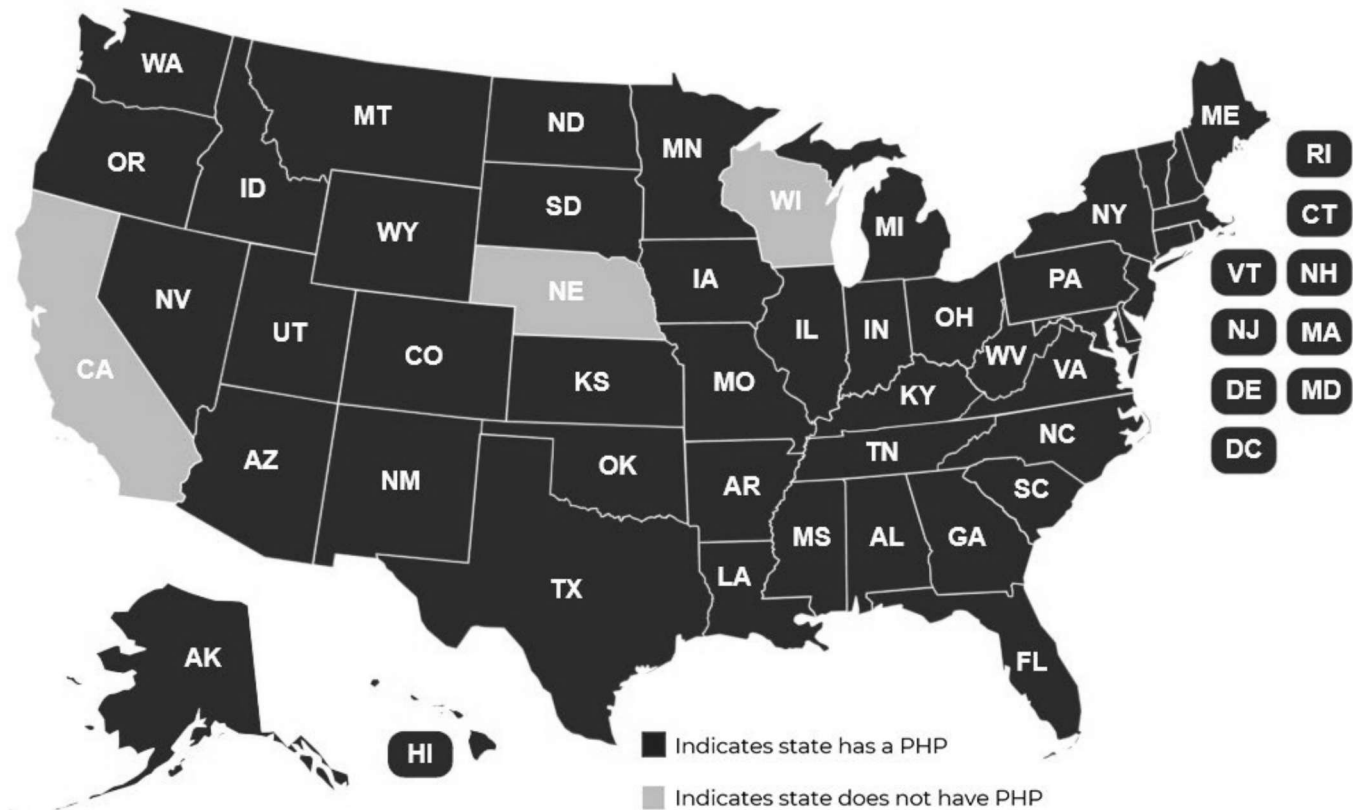 WA
MT
ND
MN
ME
OR
ID
SD
WI
MI
NY
RI
WY
CT
NV
NE
IA
PA
VT
NH
UT
CO
IL
IN
OH
NJ
MA
CA
KS
MO
WV
VA
KY
DE
MD
AZ
NM
OK
AR
TN
NC
SC
DC
MS
AL
GA
TX
LA
AK
FL
HI
Indicates state has a PHP
Indicates state does not have PHP